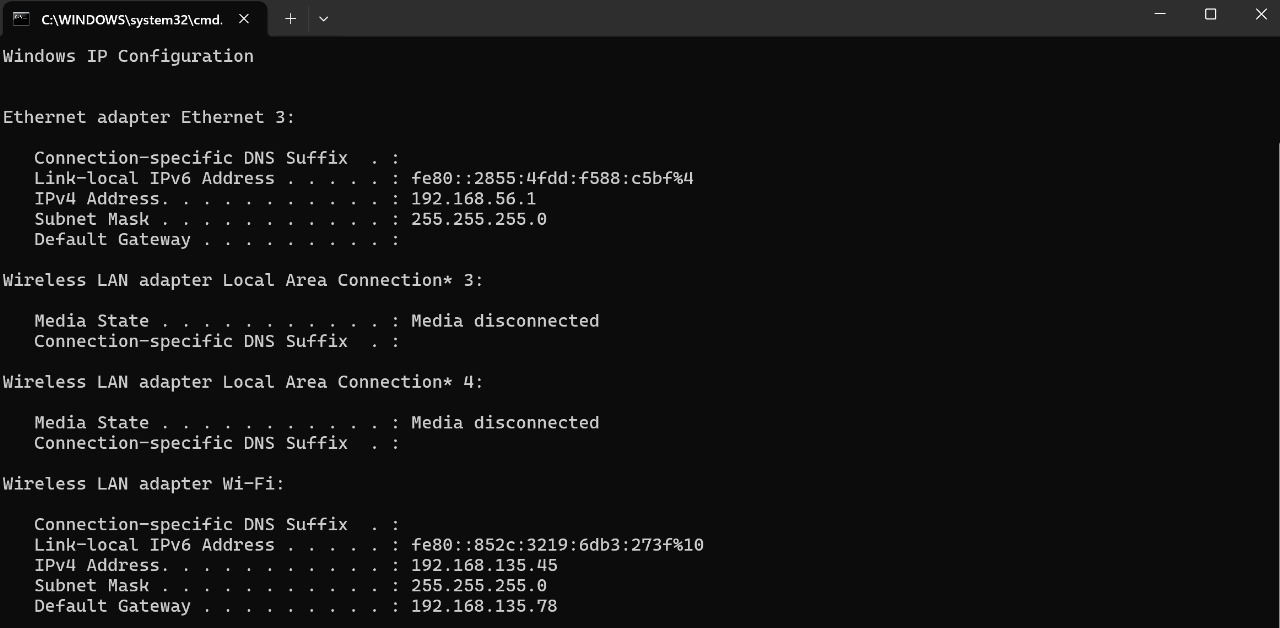 C:\WINDOWS\system32\cmd.
Windows IP Configuration
Ethernet adapter Ethernet 3:
Connection-specific DNS Suffix  . :
Link-local IPv6 Address . . . . . : fe80::2855:4fdd:f588:c5bf%4
IPv4 Address. . . . . . . . . . . : 192.168.56.1
Subnet Mask . . . . . . . . . . . : 255.255.255.0
Default Gateway . . . . . . . . . :
Wireless LAN adapter Local Area Connection* 3:
Media State . . . . . . . . . . . : Media disconnected
Connection-specific DNS Suffix  . :
Wireless LAN adapter Local Area Connection* 4:
Media State . . . . . . . . . . . : Media disconnected
Connection-specific DNS Suffix  . :
Wireless LAN adapter Wi-Fi:
Connection-specific DNS Suffix  . :
Link-local IPv6 Address . . . . . : fe80::852c:3219:6db3:273f%10
IPv4 Address. . . . . . . . . . . : 192.168.135.45
Subnet Mask . . . . . . . . . . . : 255.255.255.0
Default Gateway . . . . . . . . . : 192.168.135.78